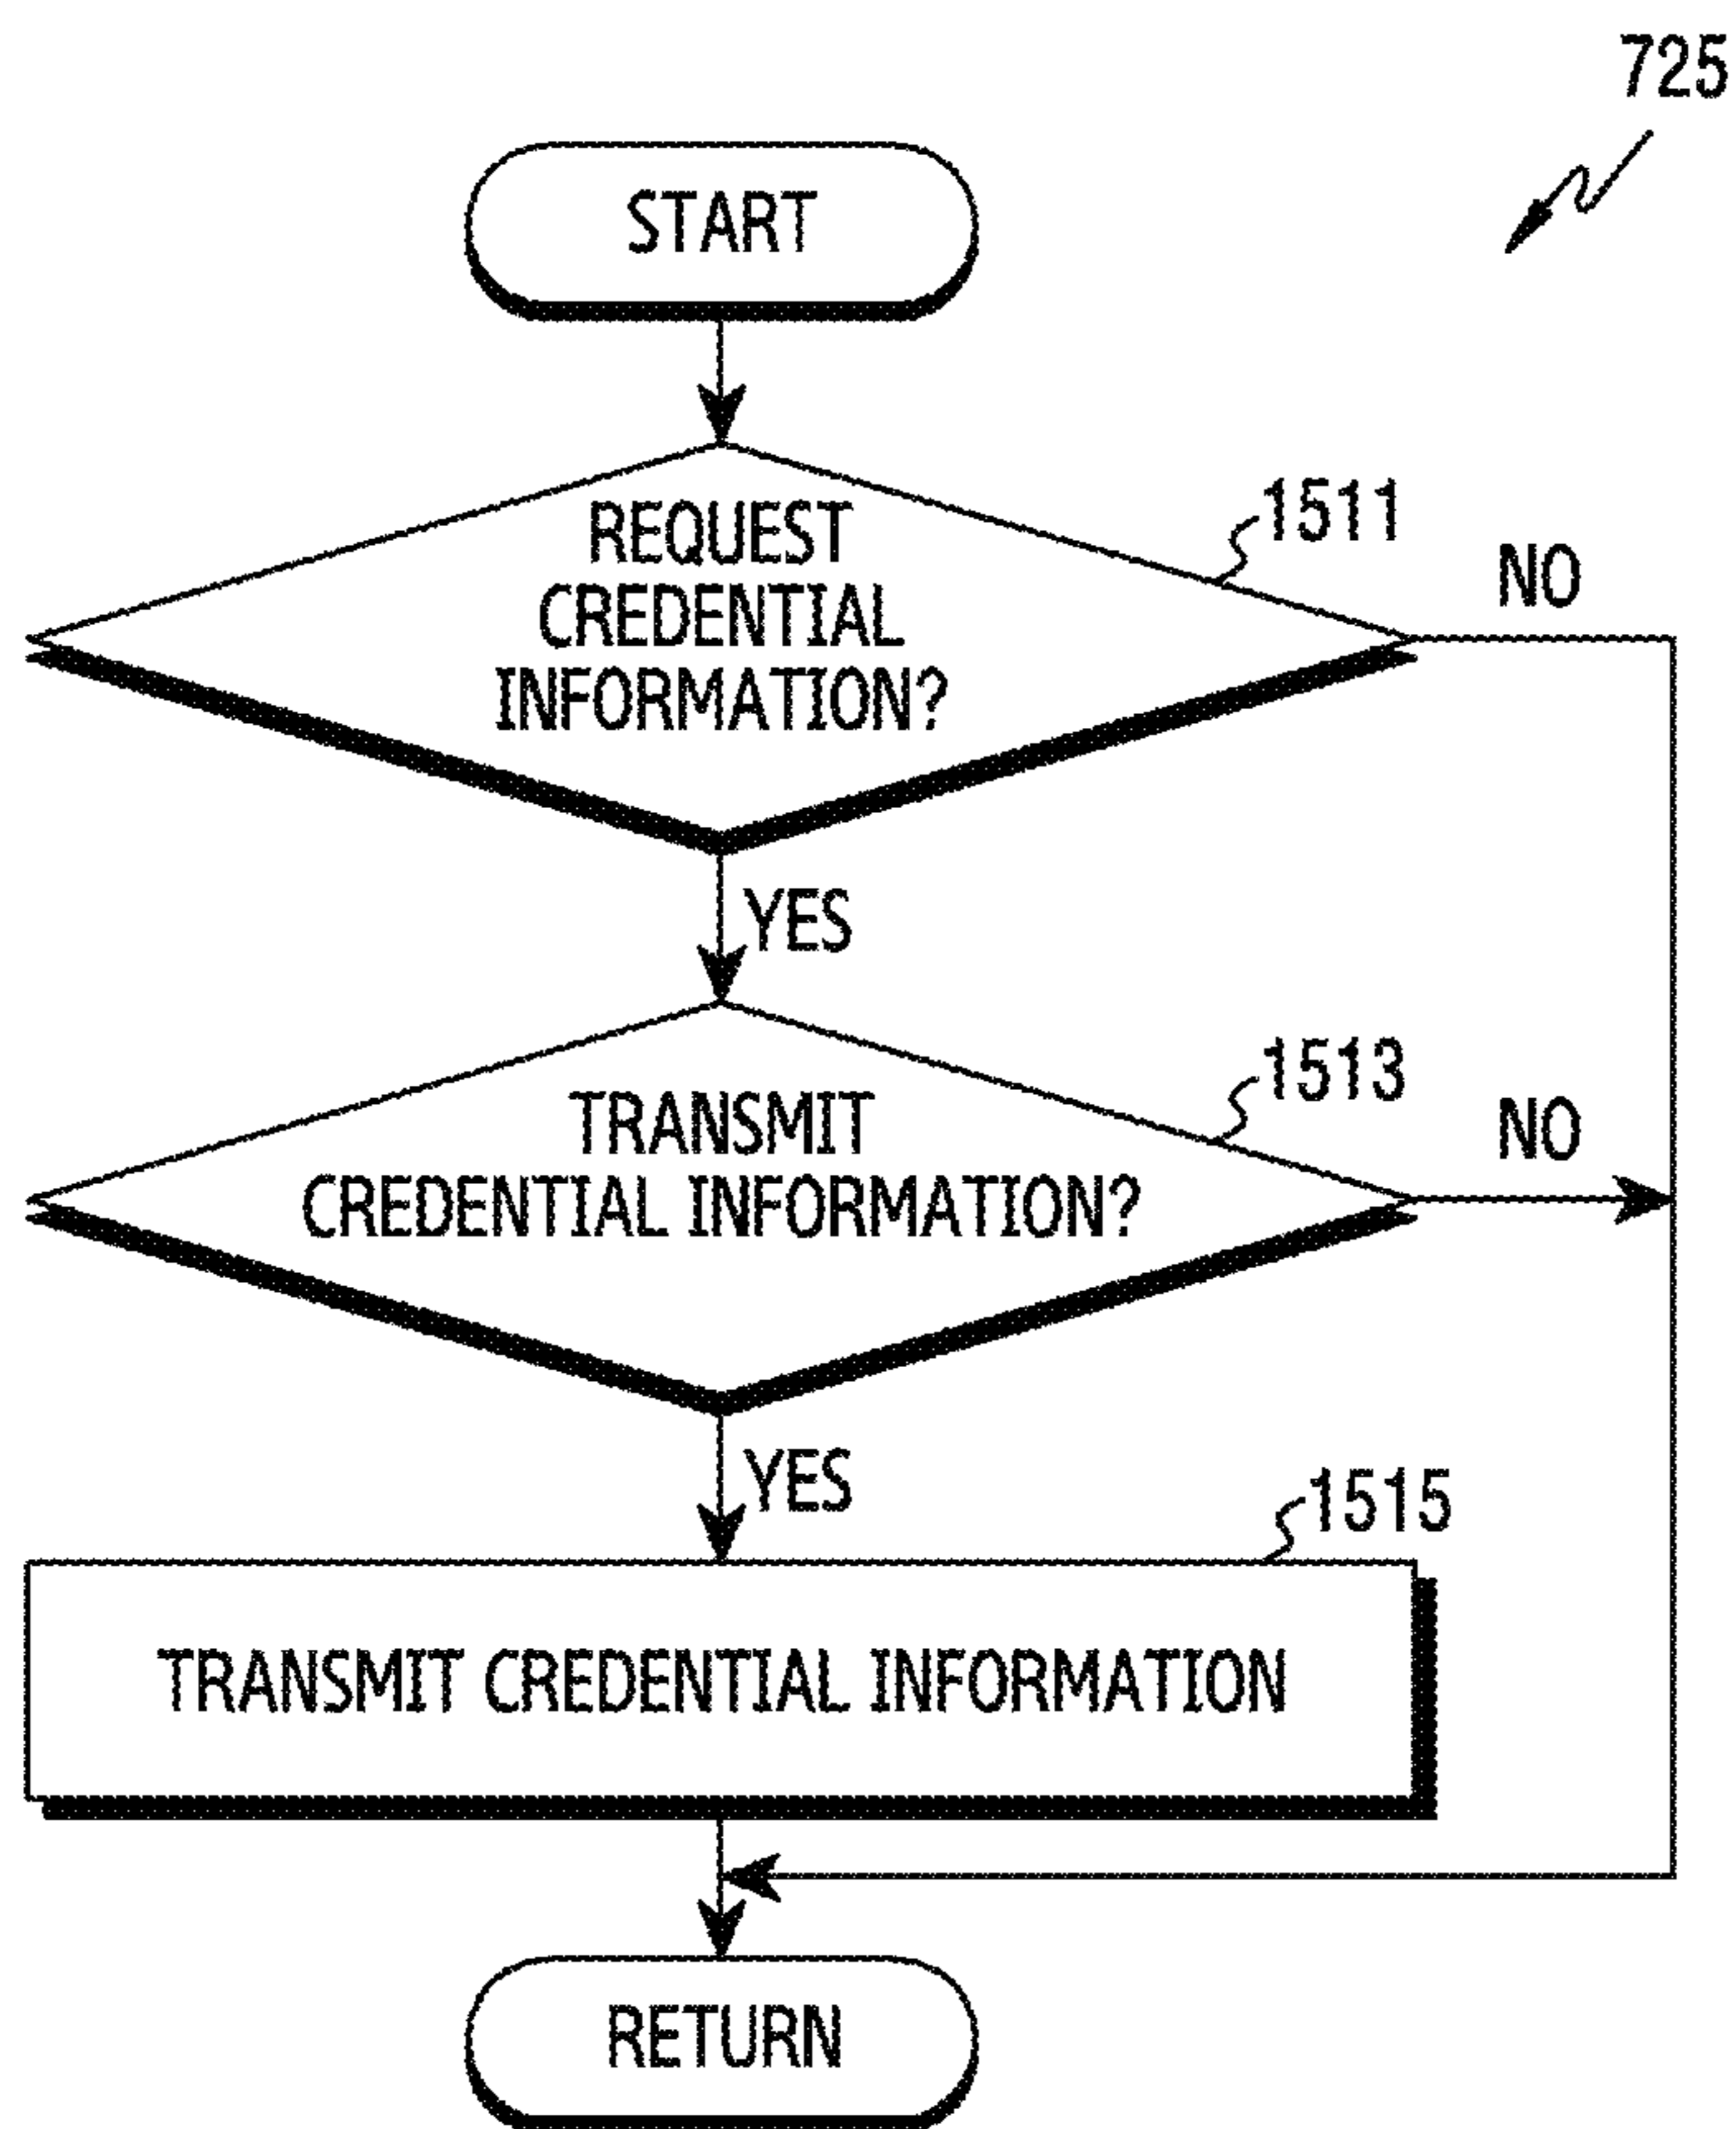 725
START
REQUEST
CREDENTIAL
INFORMATION?
1511
NO
YES
TRANSMIT
CREDENTIAL INFORMATION?
1513
NO
YES
1515
TRANSMIT CREDENTIAL INFORMATION
RETURN